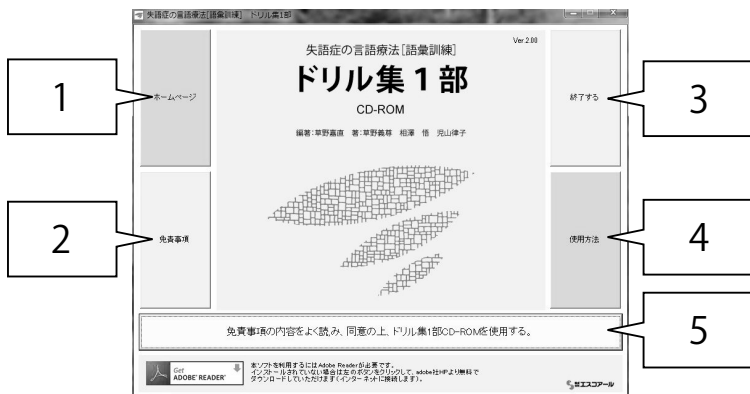 失語症の言語療法[語彙訓練] ドリル集1部
Ver.2.00
失語症の言語療法[語彙訓練]
ドリル集1部
CD-ROM
編著:草野嘉直 著:草野義尊 相澤 悟 児山律子
1
ホームページ
2
免責事項
3
終了する
4
使用方法
5
免責事項の内容をよく読み、同意の上、ドリル集1部CD-ROMを使用する。
Get
ADOBE® READER®
本ソフトを利用するにはAdobe Readerが必要です。
インストールされていない場合は左のボタンをクリックして、adobe社HPより無料で
ダウンロードしていただけます(インターネットに接続します)。
エスコアール